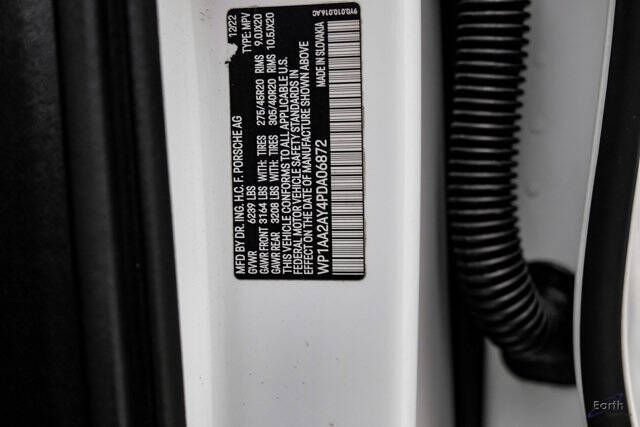 MFD BY DR. ING. H.C. F. PORSCHE AG 12/22
GVWR 6239 LBS TYPE: MPV
GAWR FRONT 3164 LBS WITH: TIRES 275/45R20 RIMS 9.0JX20
GAWR REAR 3208 LBS WITH: TIRES 305/40R20 RIMS 10.5JX20
THIS VEHICLE CONFORMS TO ALL APPLICABLE U.S.
FEDERAL MOTOR VEHICLE SAFETY STANDARDS IN
EFFECT ON THE DATE OF MANUFACTURE SHOWN ABOVE
WP1AA2AY4PDA06872 MADE IN SLOVAKIA
9Y0.010.016.AG
Earth